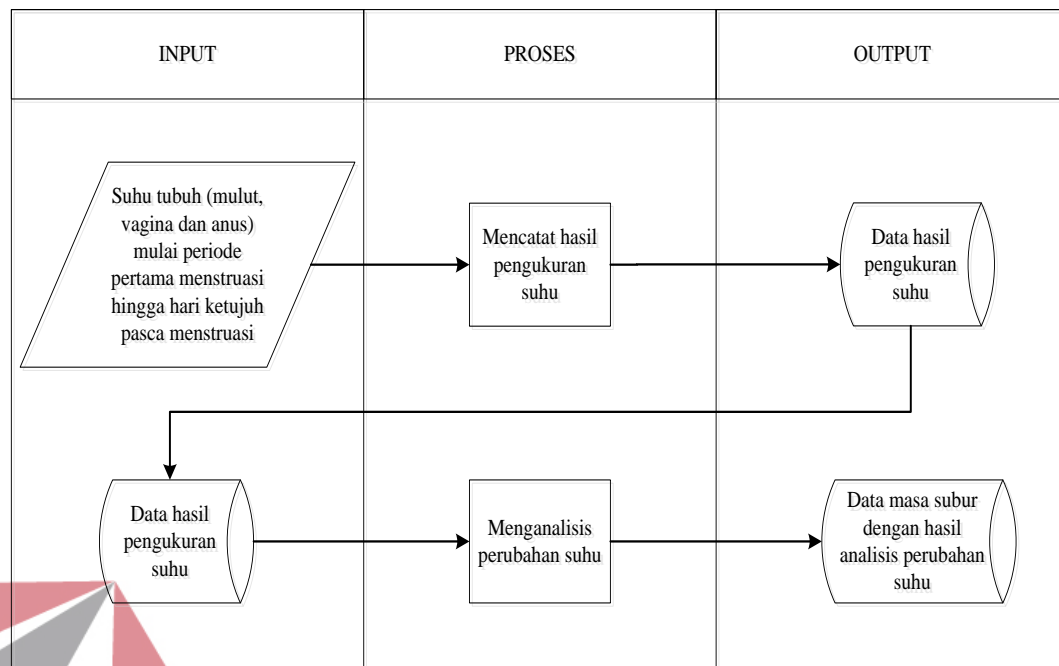 INPUT
PROSES
OUTPUT
Suhu tubuh (mulut,
vagina dan anus)
mulai periode
pertama menstruasi
hingga hari ketujuh
pasca menstruasi
Mencatat hasil
pengukuran
suhu
Data hasil
pengukuran
suhu
Data hasil
pengukuran
suhu
Menganalisis
perubahan suhu
Data masa subur
dengan hasil
analisis perubahan
suhu